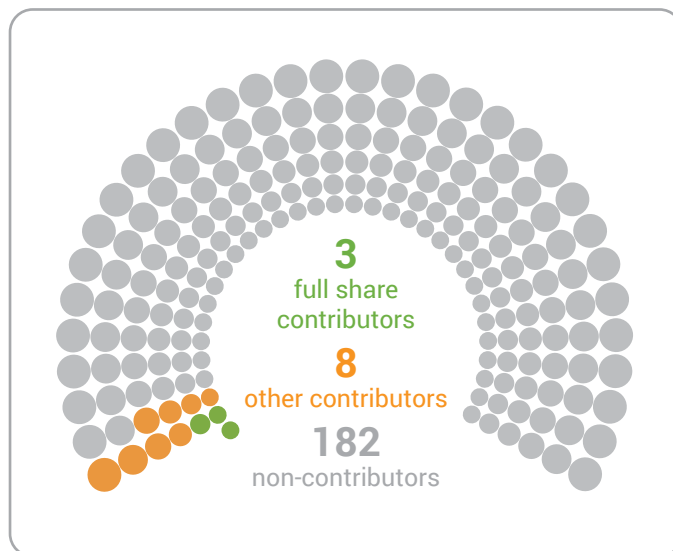 3
full share
contributors
8
other contributors
182
non-contributors